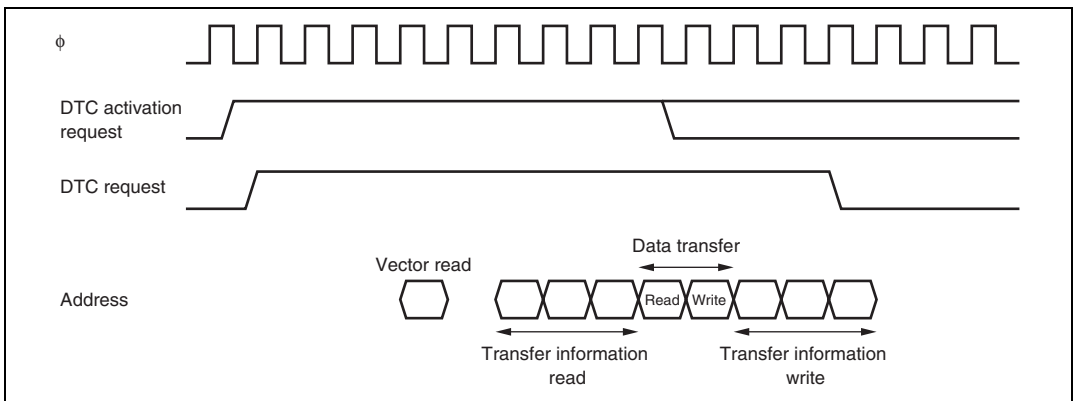 ϕ
DTC activation
request
DTC request
Data transfer
Vector read
Address
Read
Write
Transfer information
read
Transfer information
write